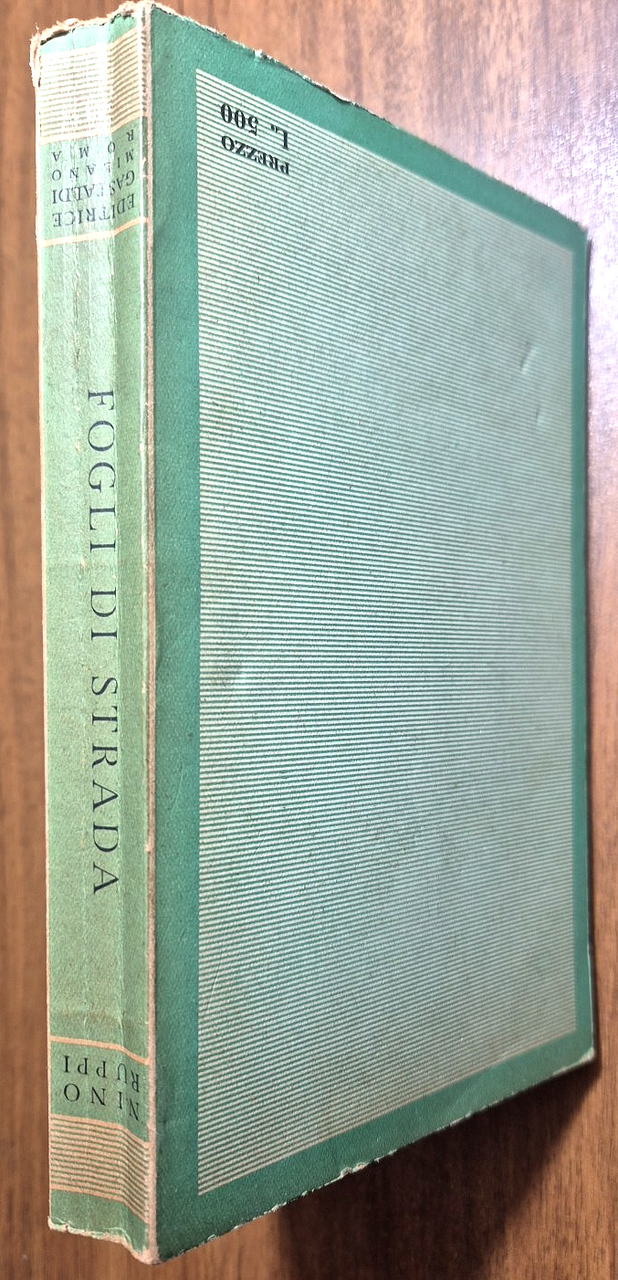 NINO
RUPPI
FOGLI DI STRADA
EDITRICE
GASTALDI
MILANO
ROMA
PREZZO
L. 500